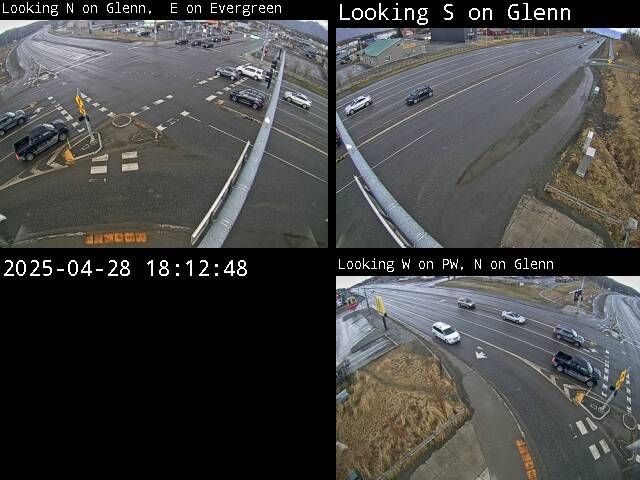 Looking N on Glenn,  E on Evergreen
Looking S on Glenn
2025-04-28 18:12:48
Looking W on PW, N on Glenn